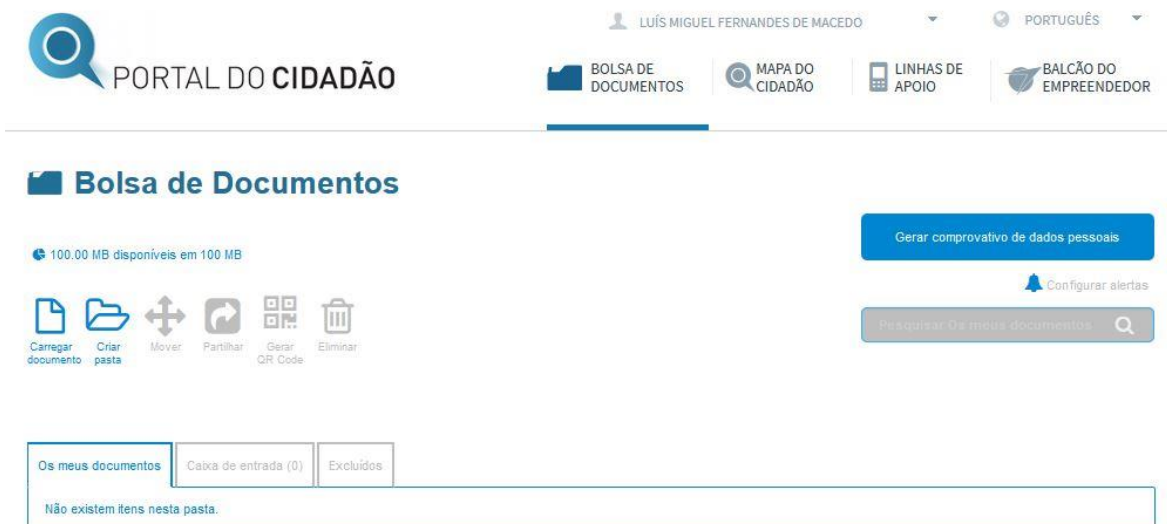 LUÍS MIGUEL FERNANDES DE MACEDO
PORTUGUÊS
PORTAL DO CIDADÃO
BOLSA DE
DOCUMENTOS
MAPA DO
CIDADÃO
LINHAS DE
APOIO
BALCÃO DO
EMPREENDEDOR
Bolsa de Documentos
100.00 MB disponíveis em 100 MB
Gerar comprovativo de dados pessoais
Configurar alertas
Pesquisar Os meus documentos
Carregar
documento
Criar
pasta
Mover
Partilhar
Gerar
QR Code
Eliminar
Os meus documentos
Caixa de entrada (0)
Excluídos
Não existem itens nesta pasta.